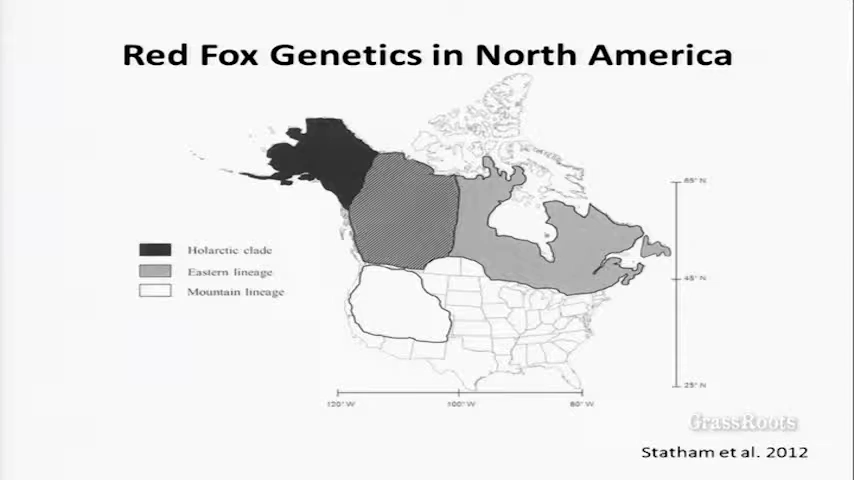 Red Fox Genetics in North America
65° N
Holarctic clade
Eastern lineage
Mountain lineage
45° N
25° N
120° W
100° W
80° W
GrassRoots
Statham et al. 2012